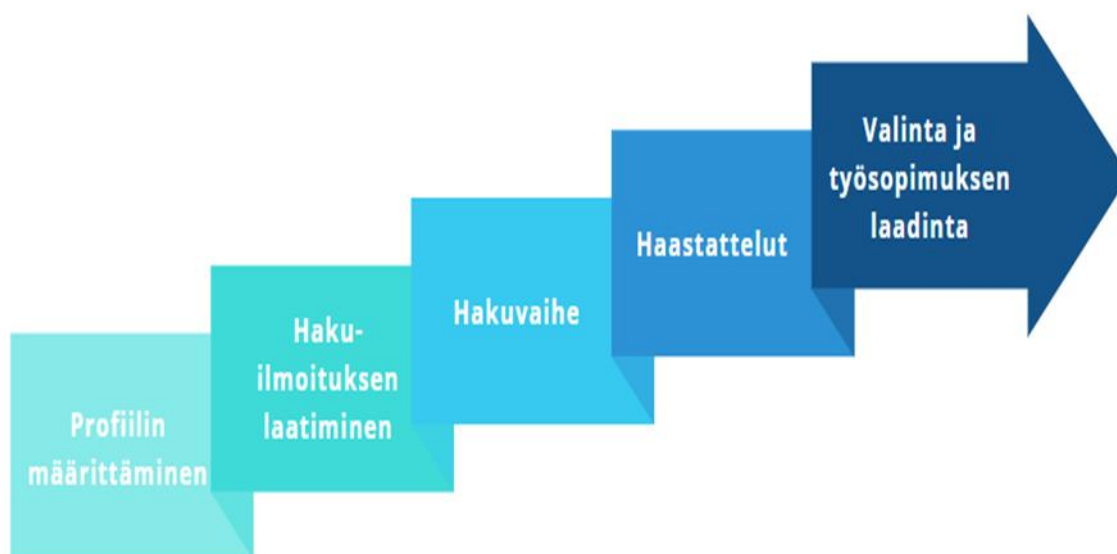 Profiilin
määrittäminen
Haku-
ilmoituksen
laatiminen
Hakuvaihe
Haastattelut
Valinta ja
työsopimuksen
laadinta